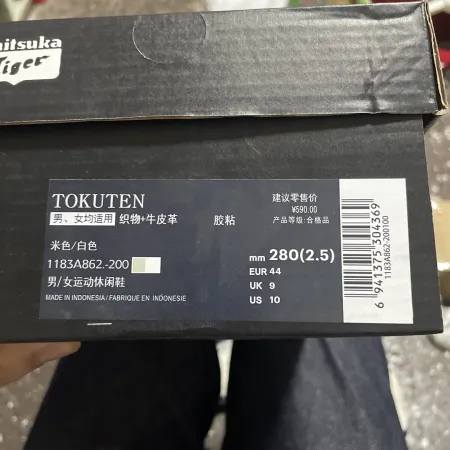 nitsuka
Tiger
TOKUTEN
男、女均适用 织物+牛皮革 胶粘
建议零售价
¥590.00
产品等级:合格品
米色/白色
1183A862-200
男/女运动休闲鞋
MADE IN INDONESIA / FABRIQUE EN INDONESIE
mm 280(2.5)
EUR 44
UK 9
US 10
6 941375 304369
1183A862-200100